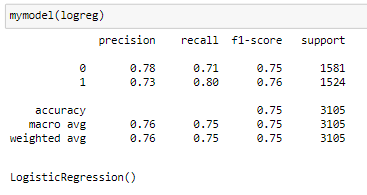 mymodel(logreg)
precision recall f1-score support
0 0.78 0.71 0.75 1581
1 0.73 0.80 0.76 1524
accuracy 0.75 3105
macro avg 0.76 0.75 0.75 3105
weighted avg 0.76 0.75 0.75 3105
LogisticRegression()